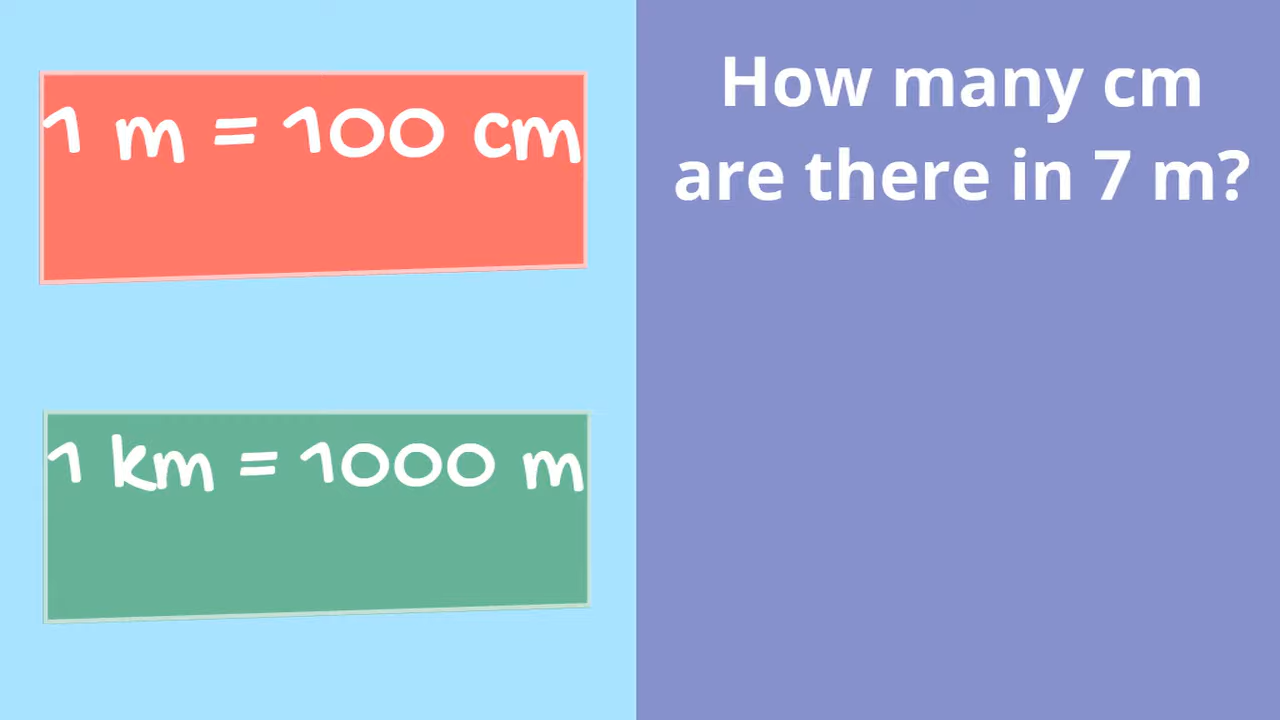 1 m = 100 cm
1 km = 1000 m
How many cm
are there in 7 m?